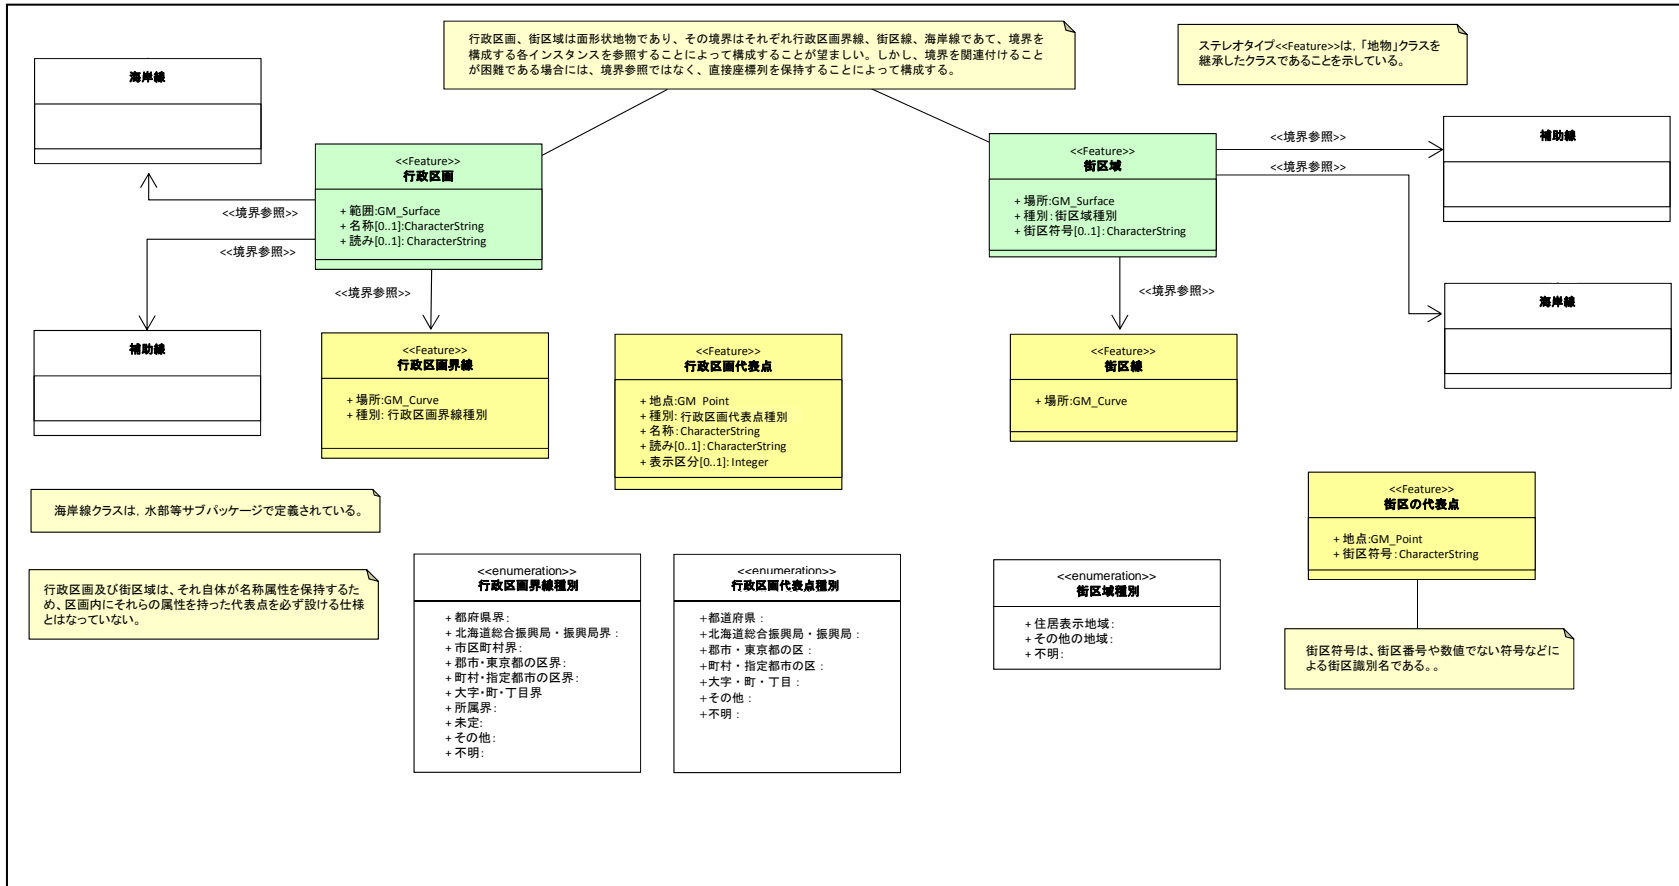 行政区画、街区域は面形状地物であり、その境界はそれぞれ行政区画界線、街区線、海岸線であて、境界を
構成する各インスタンスを参照することによって構成することが望ましい。しかし、境界を関連付けること
が困難である場合には、境界参照ではなく、直接座標列を保持することによって構成する。
ステレオタイプ<<Feature>>は,「地物」クラスを
継承したクラスであることを示している。
海岸線
<<Feature>>
行政区画
+ 範囲:GM_Surface
+ 名称[0..1]:CharacterString
+ 読み[0..1]: CharacterString
<<境界参照>>
<<境界参照>>
<<境界参照>>
<<Feature>>
街区域
+ 場所:GM_Surface
+ 種別:街区域種別
+ 街区符号[0..1]:CharacterString
<<境界参照>>
<<境界参照>>
<<境界参照>>
補助線
海岸線
補助線
<<Feature>>
行政区画界線
+ 場所:GM_Curve
+ 種別: 行政区画界線種別
<<Feature>>
行政区画代表点
+ 地点:GM_Point
+ 種別: 行政区画代表点種別
+ 名称:CharacterString
+ 読み[0..1]:CharacterString
+ 表示区分[0..1]: Integer
<<Feature>>
街区線
+ 場所:GM_Curve
<<Feature>>
街区の代表点
+ 地点:GM_Point
+ 街区符号:CharacterString
海岸線クラスは, 水部等サブパッケージで定義されている。
行政区画及び街区域は、それ自体が名称属性を保持するた
め、区画内にそれらの属性を持った代表点を必ず設ける仕様
とはなっていない。
<<enumeration>>
行政区画界線種別
+ 都府県界:
+ 北海道総合振興局・振興局界:
+ 市区町村界:
+ 郡市・東京都の区界:
+ 町村・指定都市の区界:
+ 大字・町・丁目界
+ 所属界:
+ 未定:
+ その他:
+ 不明:
<<enumeration>>
行政区画代表点種別
+都道府県:
+北海道総合振興局・振興局:
+郡市・東京都の区:
+町村・指定都市の区:
+大字・町・丁目:
+その他:
+不明:
<<enumeration>>
街区域種別
+ 住居表示地域:
+ その他の地域:
+ 不明:
街区符号は、街区番号や数値でない符号などに
よる街区識別名である。。